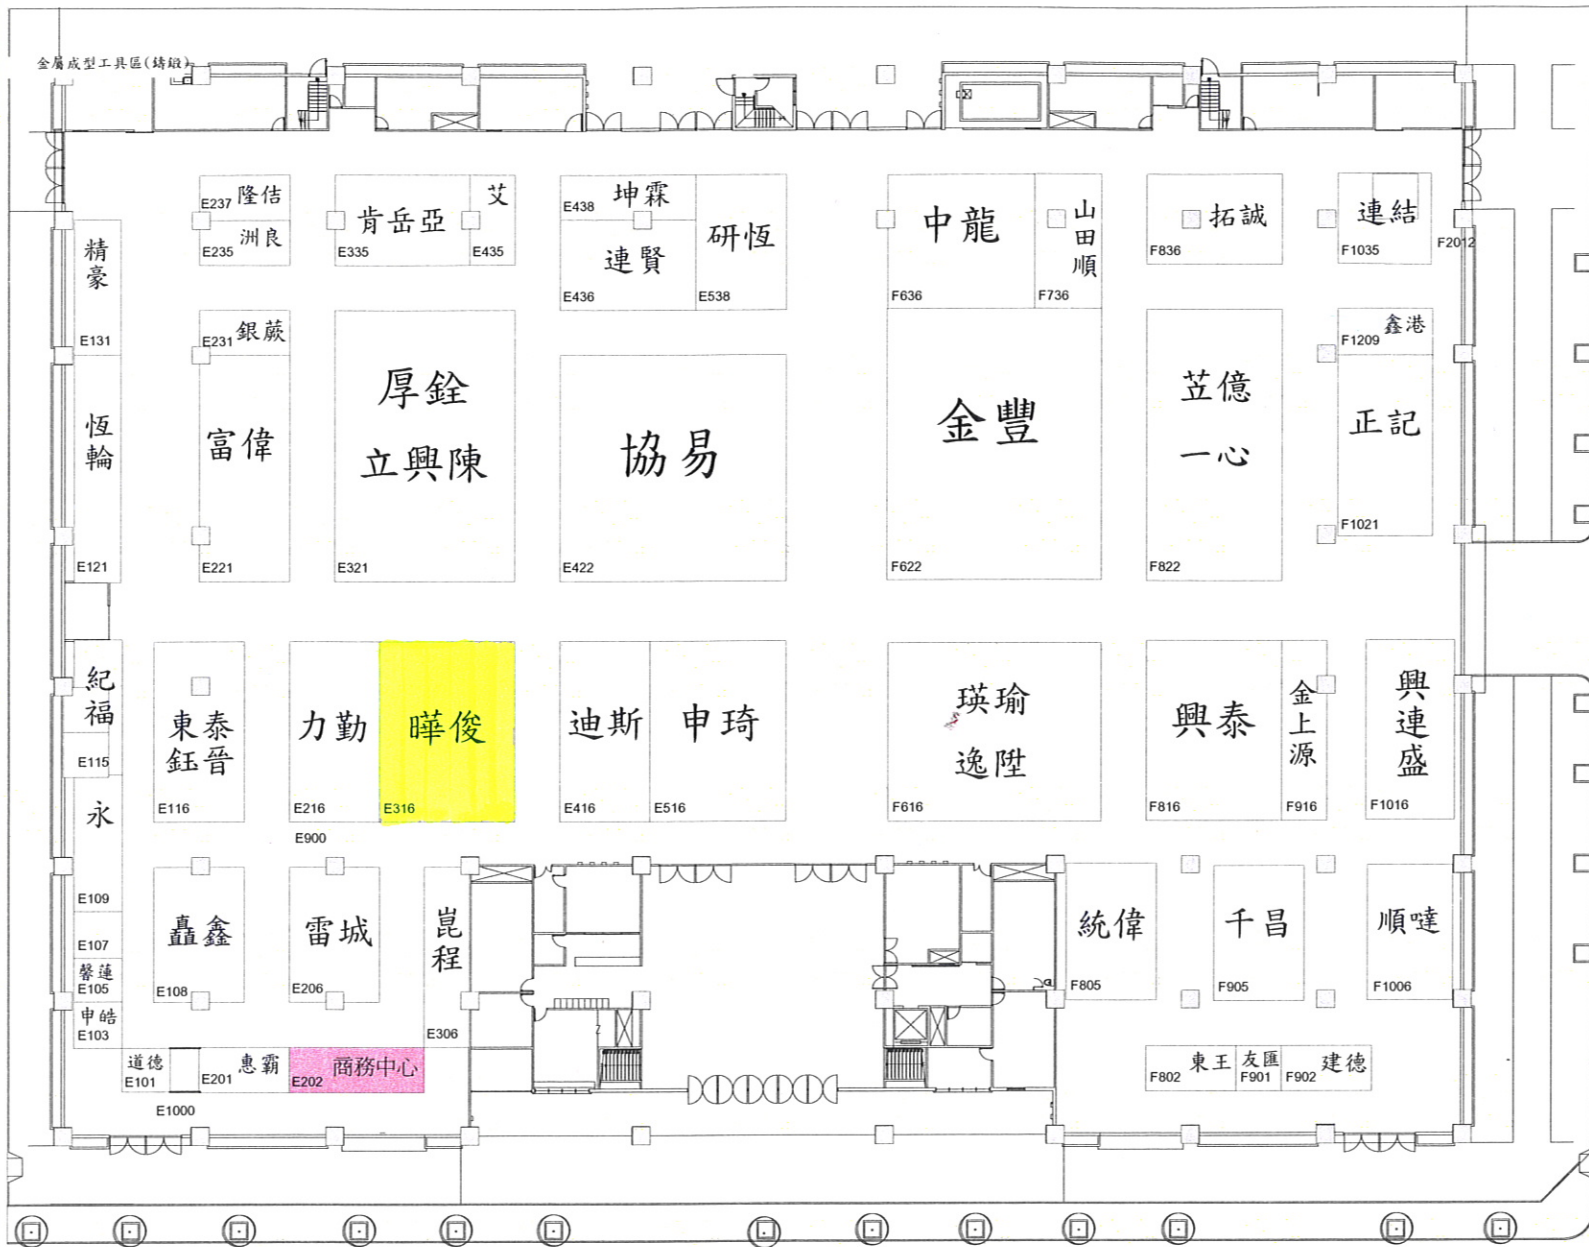 金屬成型工具區(鑄鍛)
E237 隆佶
洲良
E235
肯岳亞
E335
艾
E435
坤霖
E438
連賢
E436
研恆
E538
中龍
F636
山田順
F736
拓誠
F836
連結
F1035
F2012
精豪
E131
E231 銀蕨
鑫港
F1209
恆輪
E121
富偉
E221
厚銓
立興陳
E321
協易
E422
金豐
F622
苙億
一心
F822
正記
F1021
紀福
E115
東泰
鈺晉
E116
力勤
E216
曄俊
E316
迪斯
E416
申琦
E516
瑛瑜
逸陞
F616
興泰
F816
金上源
F916
興連盛
F1016
E900
永
E109
E107
馨蓮
E105
申皓
E103
矗鑫
E108
雷城
E206
崑程
E306
統偉
F805
千昌
F905
順噠
F1006
道德
E101
惠霸
E201
商務中心
E202
東王
F802
友匯
F901
建德
F902
E1000